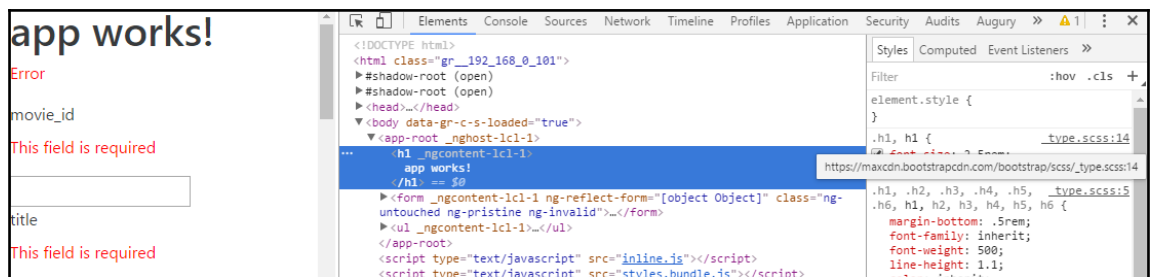 app works!
Error
movie_id
This field is required
title
This field is required
Elements Console Sources Network Timeline Profiles Application Security Audits Augury » 1
<!DOCTYPE html>
<html class="gr__192_168_0_101">
#shadow-root (open)
#shadow-root (open)
<head>…</head>
<body data-gr-c-s-loaded="true">
<app-root _nghost-lcl-1>
<h1 _ngcontent-lcl-1>
app works!
</h1> == $0
<form _ngcontent-lcl-1 ng-reflect-form="[object Object]" class="ng-
untouched ng-pristine ng-invalid">…</form>
<ul _ngcontent-lcl-1>…</ul>
</app-root>
<script type="text/javascript" src="inline.js"></script>
<script type="text/javascript" src="styles.bundle.js"></script>
Styles Computed Event Listeners »
Filter :hov .cls +
element.style {
}
.h1, h1 { _type.scss:14
font-size: 2.5rem;
https://maxcdn.bootstrapcdn.com/bootstrap/scss/_type.scss:14
.h1, .h2, .h3, .h4, .h5, _type.scss:5
.h6, h1, h2, h3, h4, h5, h6 {
margin-bottom: .5rem;
font-family: inherit;
font-weight: 500;
line-height: 1.1;